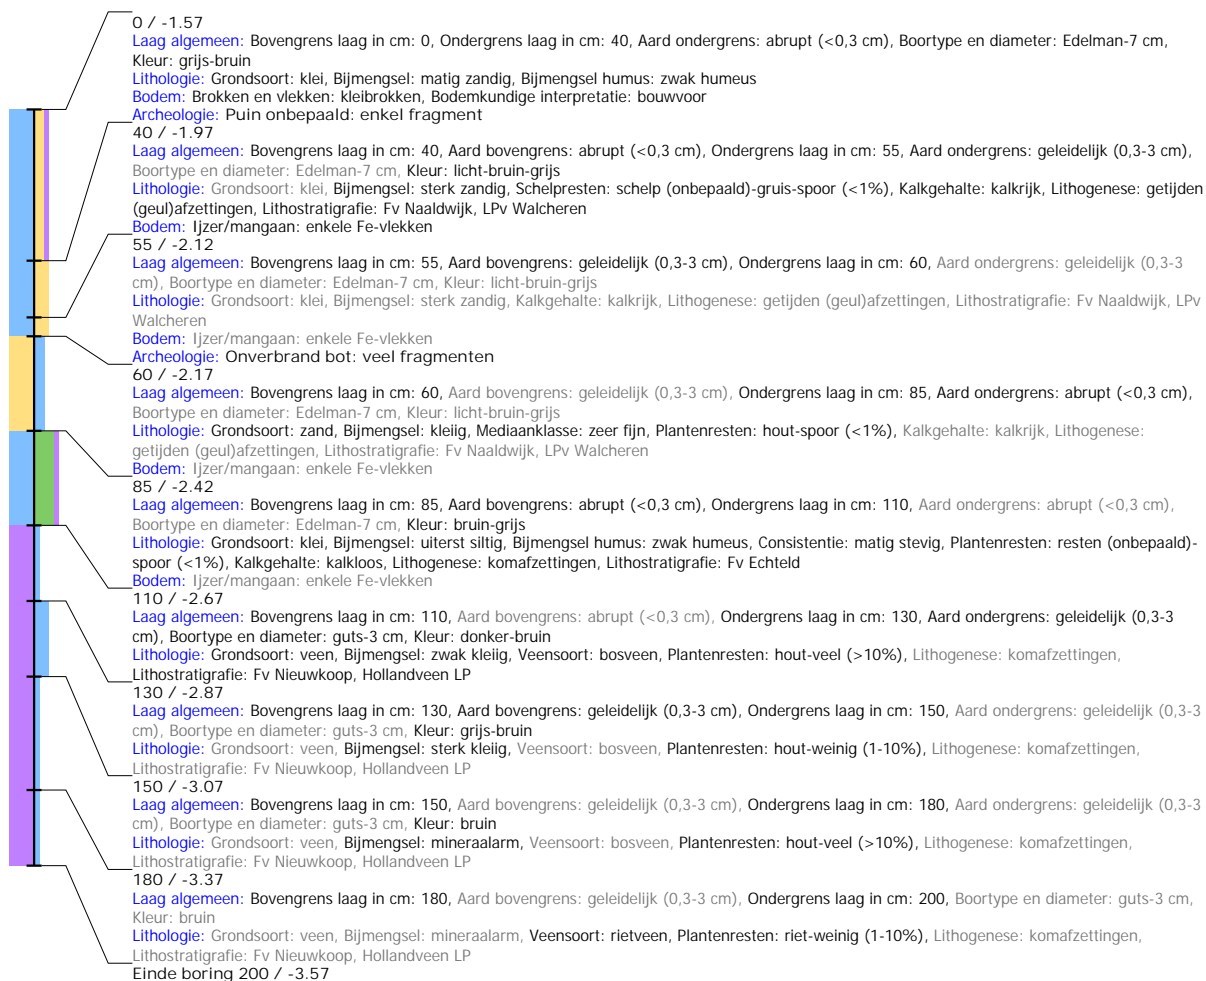 0 / -1.57
Laag algemeen: Bovengrens laag in cm: 0, Ondergrens laag in cm: 40, Aard ondergrens: abrupt (<0,3 cm), Boortype en diameter: Edelman-7 cm,
Kleur: grijs-bruin
Lithologie: Grondsoort: klei, Bijmengsel: matig zandig, Bijmengsel humus: zwak humeus
Bodem: Brokken en vlekken: kleibrokken, Bodemkundige interpretatie: bouwvoor
Archeologie: Puin onbepaald: enkel fragment
40 / -1.97
Laag algemeen: Bovengrens laag in cm: 40, Aard bovengrens: abrupt (<0,3 cm), Ondergrens laag in cm: 55, Aard ondergrens: geleidelijk (0,3-3 cm),
Boortype en diameter: Edelman-7 cm, Kleur: licht-bruin-grijs
Lithologie: Grondsoort: klei, Bijmengsel: sterk zandig, Schelpresten: schelp (onbepaald)-gruis-spoor (<1%), Kalkgehalte: kalkrijk, Lithogenese: getijden
(geul)afzettingen, Lithostratigrafie: Fv Naaldwijk, LPv Walcheren
Bodem: Ijzer/mangaan: enkele Fe-vlekken
55 / -2.12
Laag algemeen: Bovengrens laag in cm: 55, Aard bovengrens: geleidelijk (0,3-3 cm), Ondergrens laag in cm: 60, Aard ondergrens: geleidelijk (0,3-3
cm), Boortype en diameter: Edelman-7 cm, Kleur: licht-bruin-grijs
Lithologie: Grondsoort: klei, Bijmengsel: sterk zandig, Kalkgehalte: kalkrijk, Lithogenese: getijden (geul)afzettingen, Lithostratigrafie: Fv Naaldwijk, LPv
Walcheren
Bodem: Ijzer/mangaan: enkele Fe-vlekken
Archeologie: Onverbrand bot: veel fragmenten
60 / -2.17
Laag algemeen: Bovengrens laag in cm: 60, Aard bovengrens: geleidelijk (0,3-3 cm), Ondergrens laag in cm: 85, Aard ondergrens: abrupt (<0,3 cm),
Boortype en diameter: Edelman-7 cm, Kleur: licht-bruin-grijs
Lithologie: Grondsoort: zand, Bijmengsel: kleiig, Mediaanklasse: zeer fijn, Plantenresten: hout-spoor (<1%), Kalkgehalte: kalkrijk, Lithogenese:
getijden (geul)afzettingen, Lithostratigrafie: Fv Naaldwijk, LPv Walcheren
Bodem: Ijzer/mangaan: enkele Fe-vlekken
85 / -2.42
Laag algemeen: Bovengrens laag in cm: 85, Aard bovengrens: abrupt (<0,3 cm), Ondergrens laag in cm: 110, Aard ondergrens: abrupt (<0,3 cm),
Boortype en diameter: Edelman-7 cm, Kleur: bruin-grijs
Lithologie: Grondsoort: klei, Bijmengsel: uiterst siltig, Bijmengsel humus: zwak humeus, Consistentie: matig stevig, Plantenresten: resten (onbepaald)-
spoor (<1%), Kalkgehalte: kalkloos, Lithogenese: komafzettingen, Lithostratigrafie: Fv Echteld
Bodem: Ijzer/mangaan: enkele Fe-vlekken
110 / -2.67
Laag algemeen: Bovengrens laag in cm: 110, Aard bovengrens: abrupt (<0,3 cm), Ondergrens laag in cm: 130, Aard ondergrens: geleidelijk (0,3-3
cm), Boortype en diameter: guts-3 cm, Kleur: donker-bruin
Lithologie: Grondsoort: veen, Bijmengsel: zwak kleiig, Veensoort: bosveen, Plantenresten: hout-veel (>10%), Lithogenese: komafzettingen,
Lithostratigrafie: Fv Nieuwkoop, Hollandveen LP
130 / -2.87
Laag algemeen: Bovengrens laag in cm: 130, Aard bovengrens: geleidelijk (0,3-3 cm), Ondergrens laag in cm: 150, Aard ondergrens: geleidelijk (0,3-3
cm), Boortype en diameter: guts-3 cm, Kleur: grijs-bruin
Lithologie: Grondsoort: veen, Bijmengsel: sterk kleiig, Veensoort: bosveen, Plantenresten: hout-weinig (1-10%), Lithogenese: komafzettingen,
Lithostratigrafie: Fv Nieuwkoop, Hollandveen LP
150 / -3.07
Laag algemeen: Bovengrens laag in cm: 150, Aard bovengrens: geleidelijk (0,3-3 cm), Ondergrens laag in cm: 180, Aard ondergrens: geleidelijk (0,3-3
cm), Boortype en diameter: guts-3 cm, Kleur: bruin
Lithologie: Grondsoort: veen, Bijmengsel: mineraalarm, Veensoort: bosveen, Plantenresten: hout-veel (>10%), Lithogenese: komafzettingen,
Lithostratigrafie: Fv Nieuwkoop, Hollandveen LP
180 / -3.37
Laag algemeen: Bovengrens laag in cm: 180, Aard bovengrens: geleidelijk (0,3-3 cm), Ondergrens laag in cm: 200, Boortype en diameter: guts-3 cm,
Kleur: bruin
Lithologie: Grondsoort: veen, Bijmengsel: mineraalarm, Veensoort: rietveen, Plantenresten: riet-weinig (1-10%), Lithogenese: komafzettingen,
Lithostratigrafie: Fv Nieuwkoop, Hollandveen LP
Einde boring 200 / -3.57